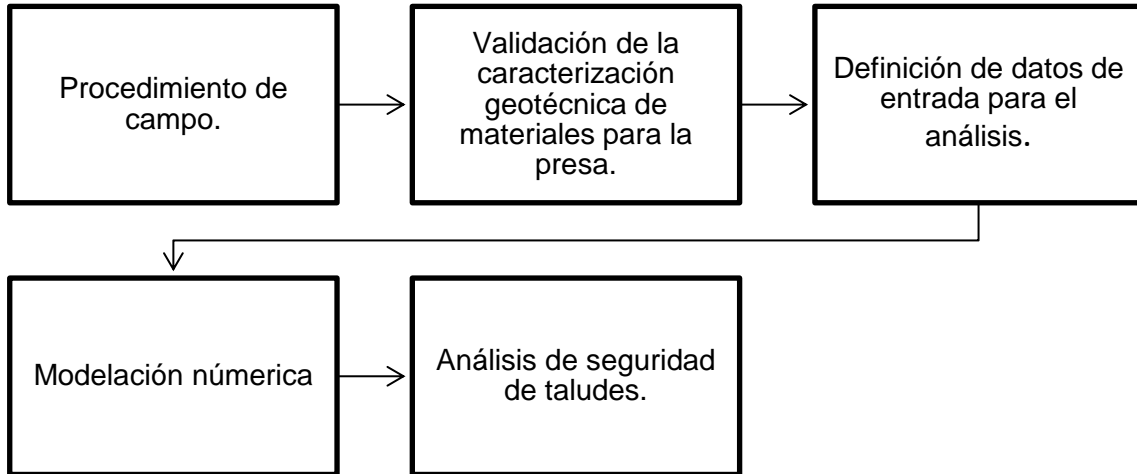 Procedimiento de
campo.
Validación de la
caracterización
geotécnica de
materiales para la
presa.
Definición de datos de
entrada para el
análisis.
Modelación númerica
Análisis de seguridad
de taludes.